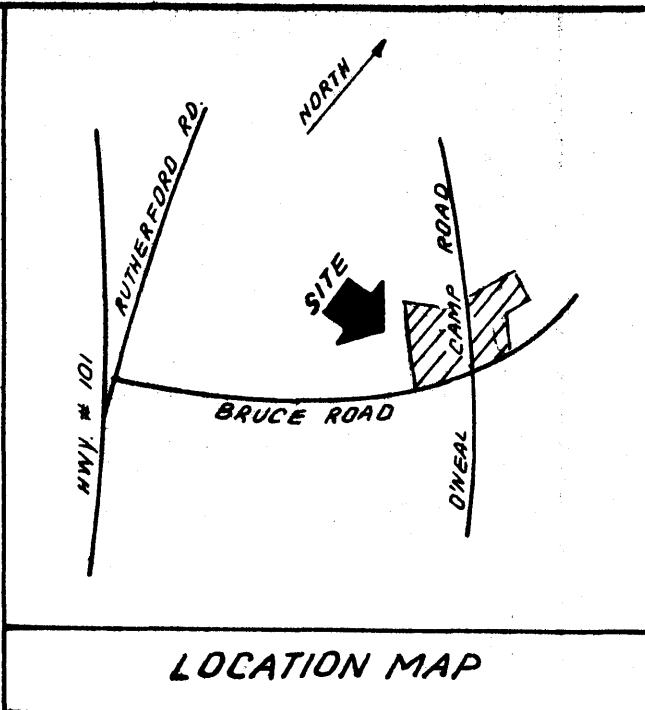 NORTH
RUTHERFORD RD.
SITE
O'NEAL CAMP ROAD
HWY. # 101
BRUCE ROAD
LOCATION MAP